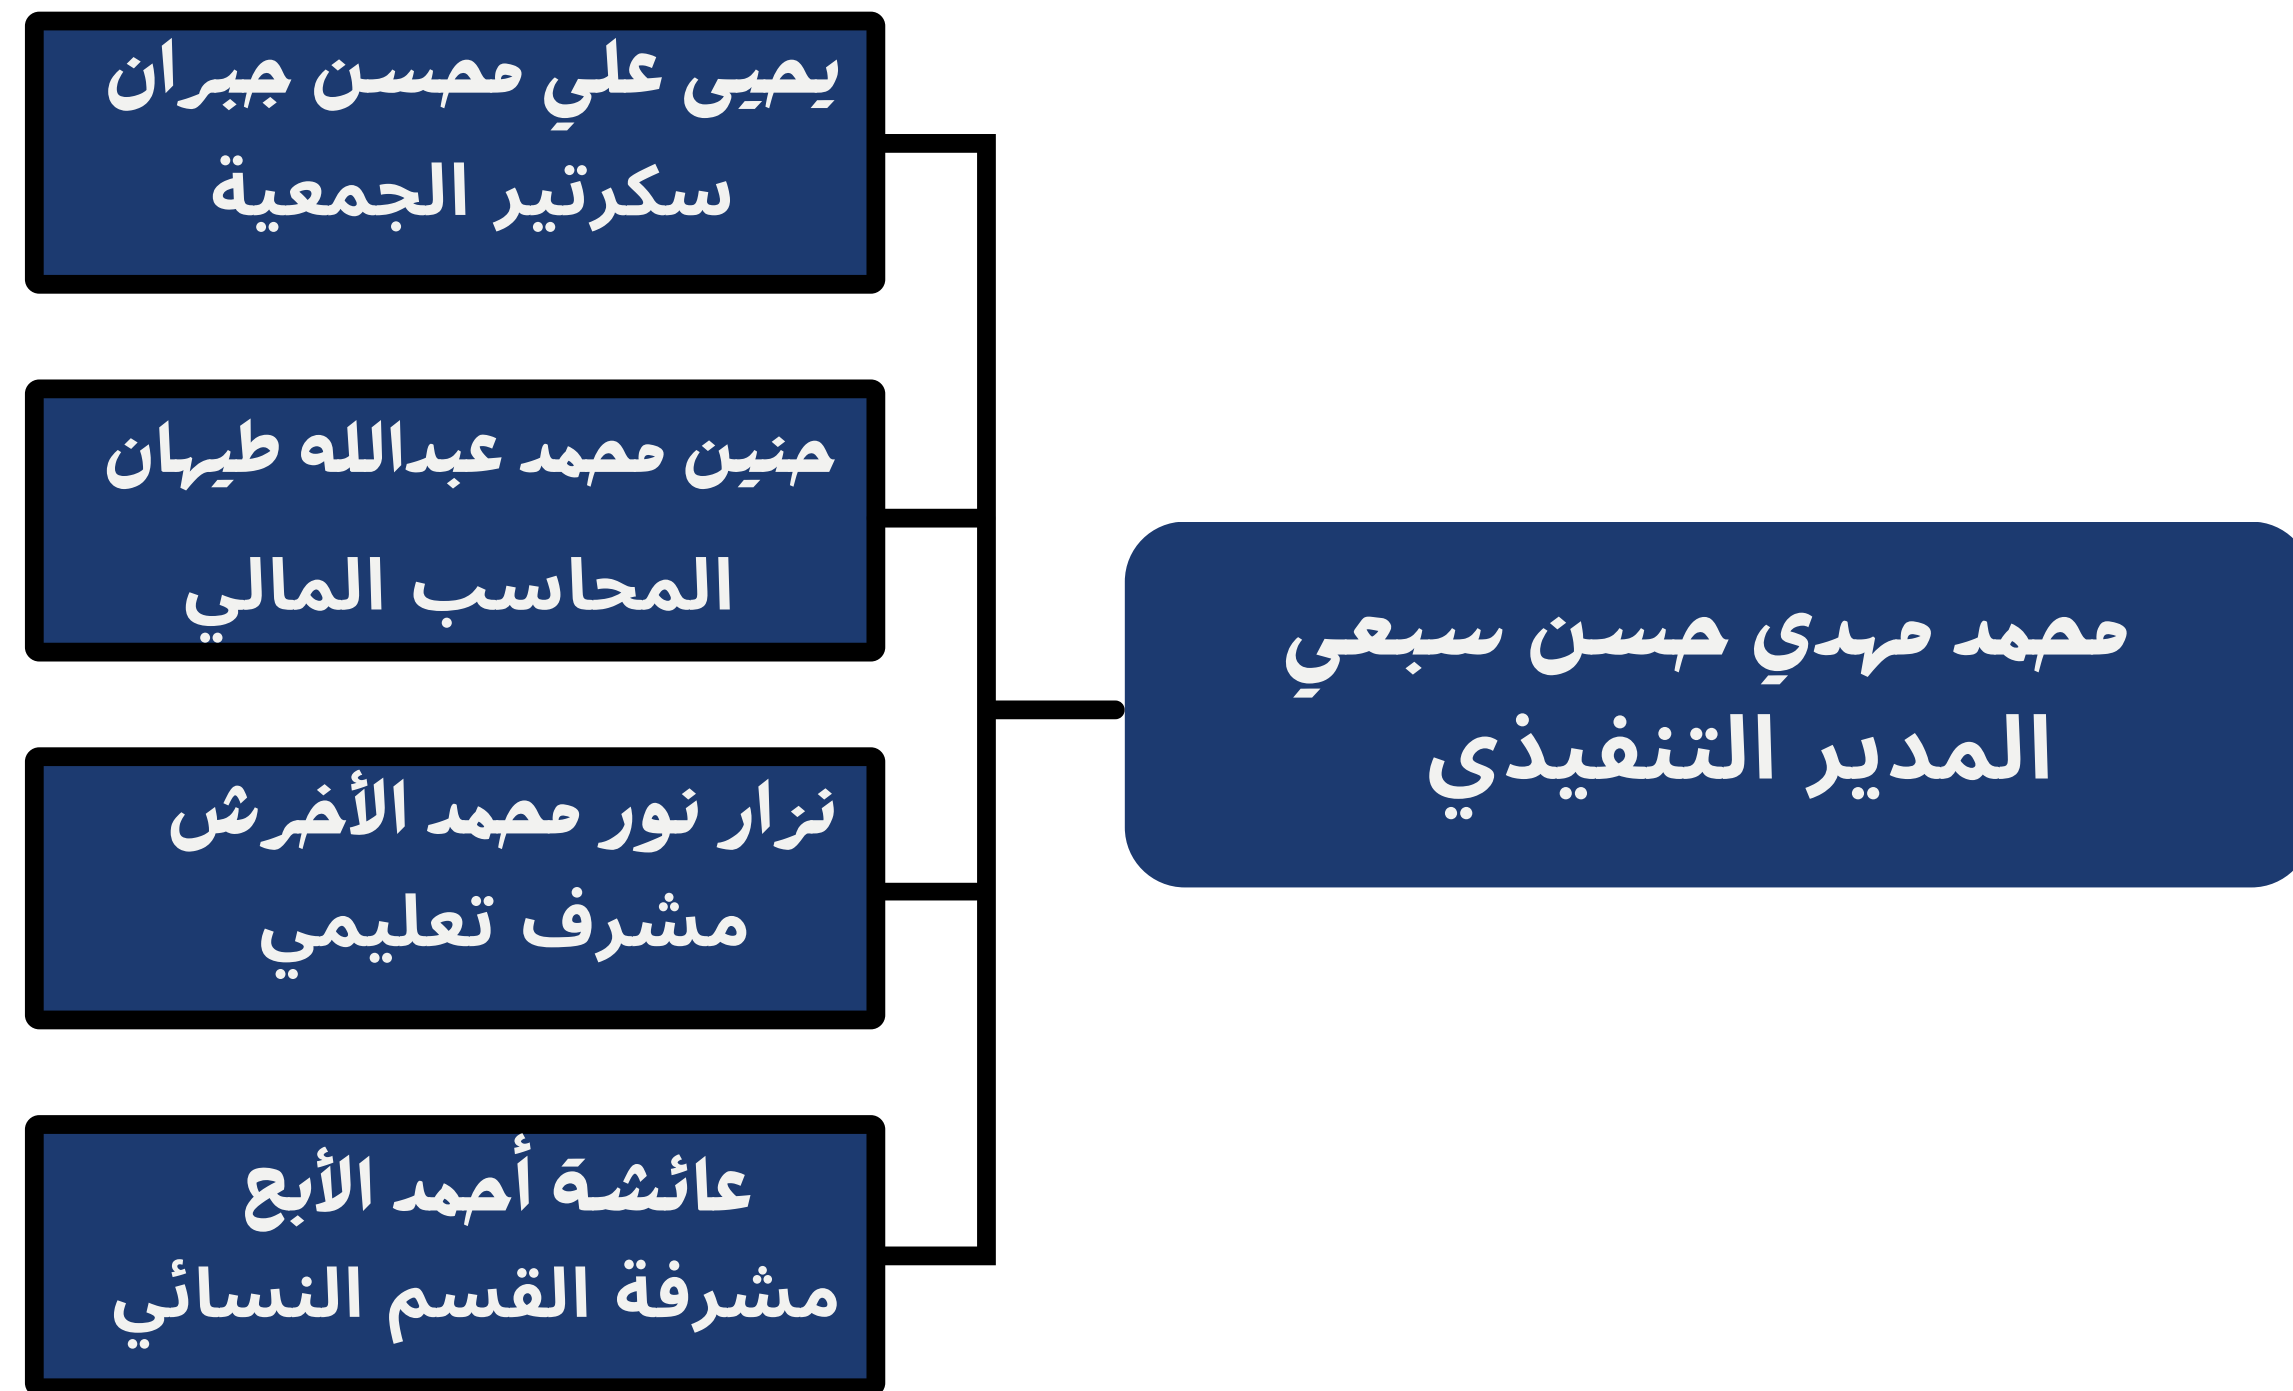 محمد مهدي حسن سبعي
المدير التنفيذي
يحيى علي محسن جبران
سكرتير الجمعية
حنين محمد عبدالله طيهان
المحاسب المالي
نزار نور محمد الأخرش
مشرف تعليمي
عائشة أحمد الأبع
مشرفة القسم النسائي